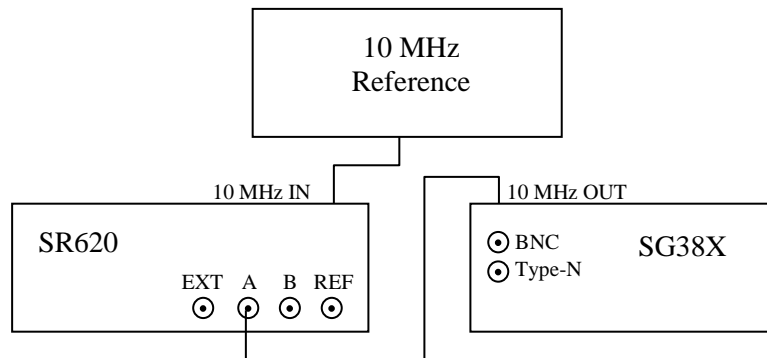 10 MHz
Reference
10 MHz IN
10 MHz OUT
SR620
EXT A B REF
BNC
Type-N
SG38X